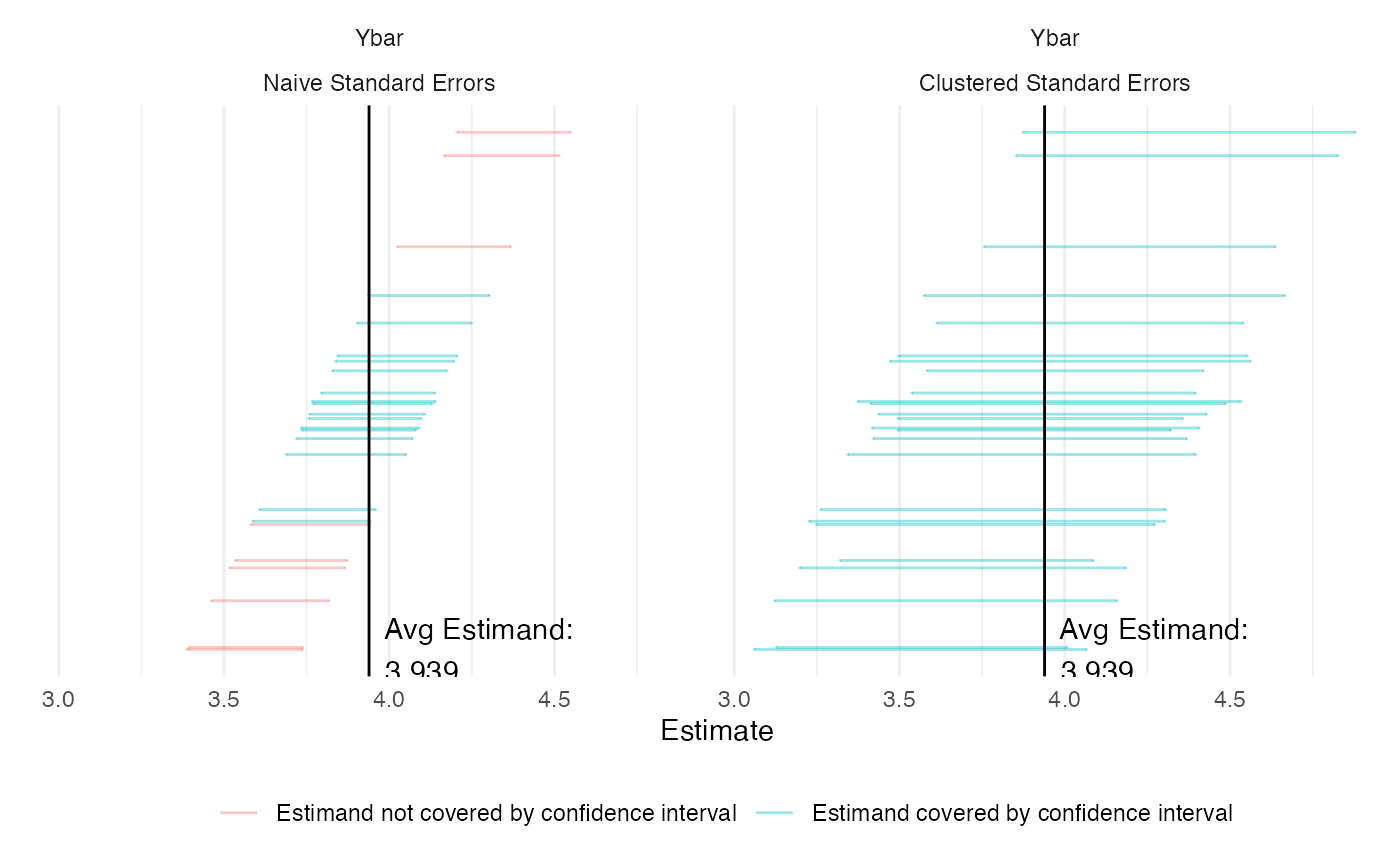 Ybar
Ybar
Naive Standard Errors
Clustered Standard Errors
Avg Estimand:
3.939
Avg Estimand:
3.939
3.0
3.5
4.0
4.5
3.0
3.5
4.0
4.5
Estimate
Estimand not covered by confidence interval
Estimand covered by confidence interval